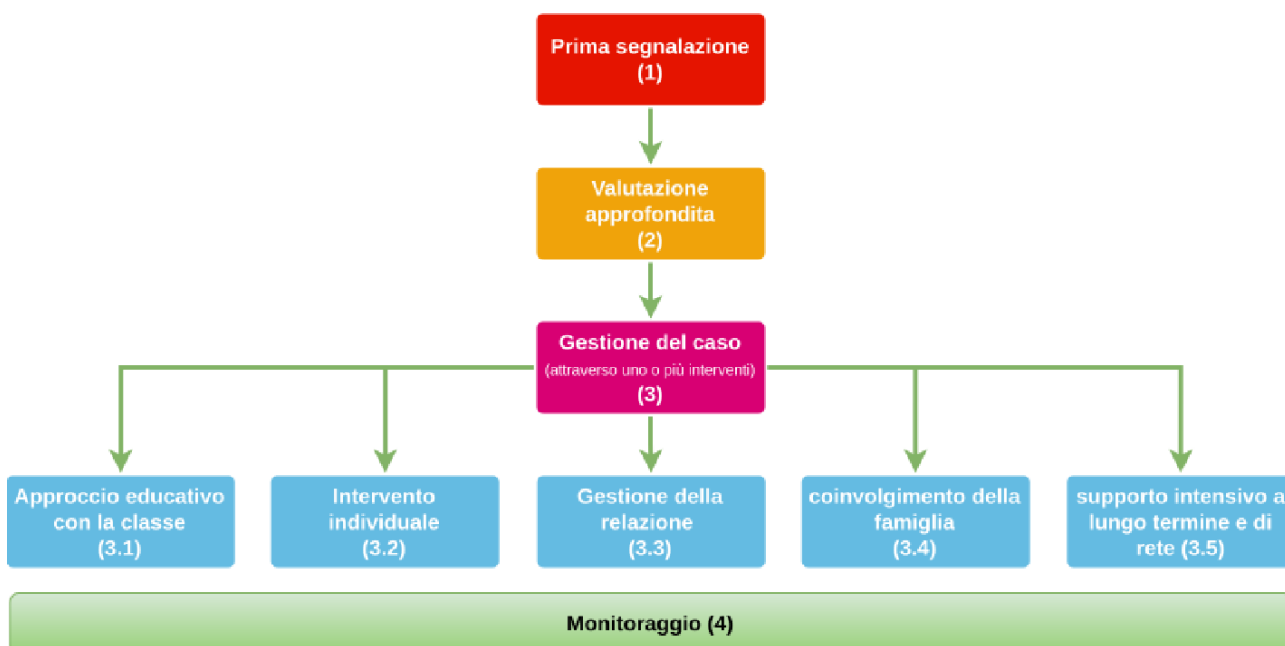 Prima segnalazione
(1)
Valutazione
approfondita
(2)
Gestione del caso
(attraverso uno o più interventi)
(3)
Approccio educativo
con la classe
(3.1)
Intervento
individuale
(3.2)
Gestione della
relazione
(3.3)
coinvolgimento della
famiglia
(3.4)
supporto intensivo a
lungo termine e di
rete (3.5)
Monitoraggio (4)